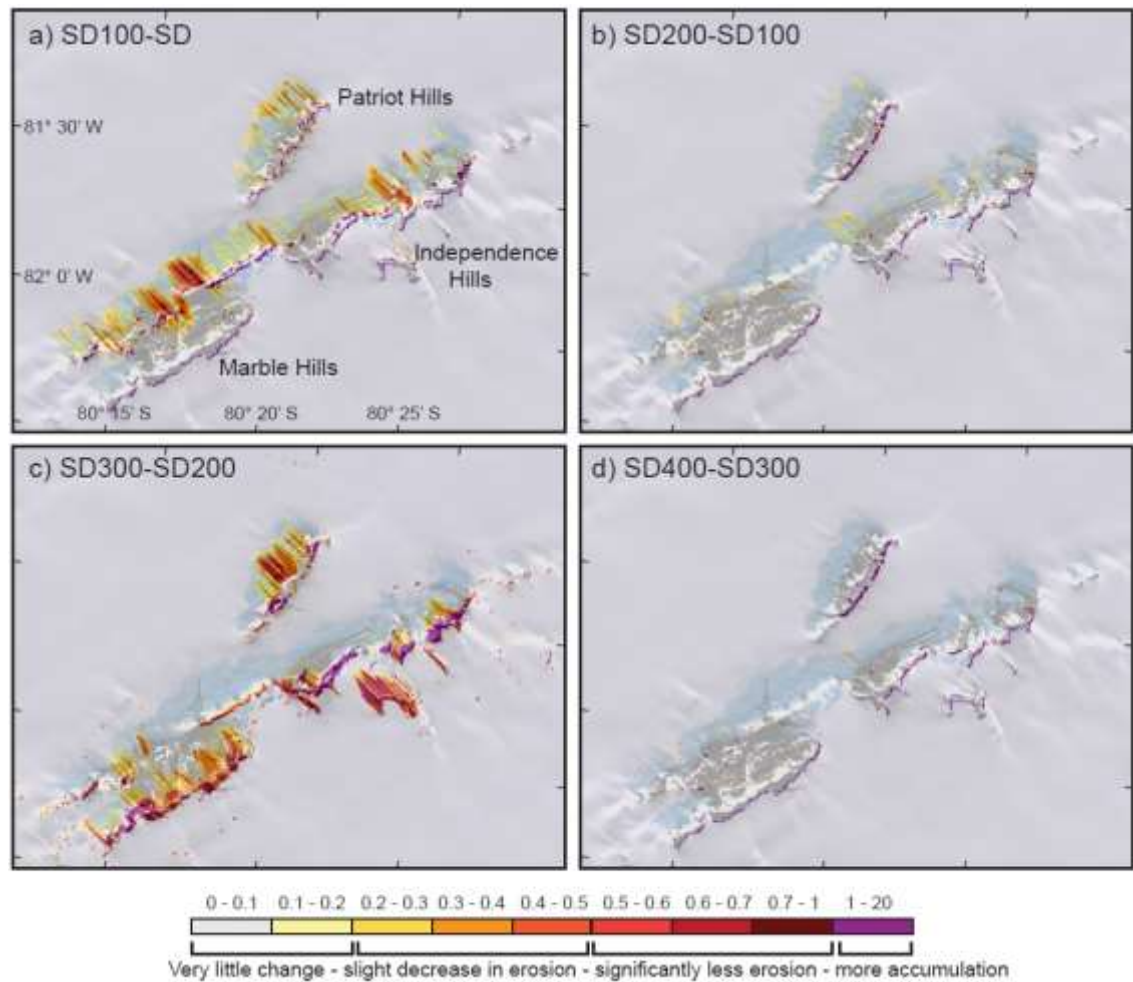 a) SD100-SD
b) SD200-SD100
Patriot Hills
81° 30' W
Independence
Hills
82° 0' W
Marble Hills
80° 15' S
80° 20' S
80° 25' S
c) SD300-SD200
d) SD400-SD300
0 - 0.1 0.1 - 0.2 0.2 - 0.3 0.3 - 0.4 0.4 - 0.5 0.5 - 0.6 0.6 - 0.7 0.7 - 1 1 - 20
Very little change - slight decrease in erosion - significantly less erosion - more accumulation